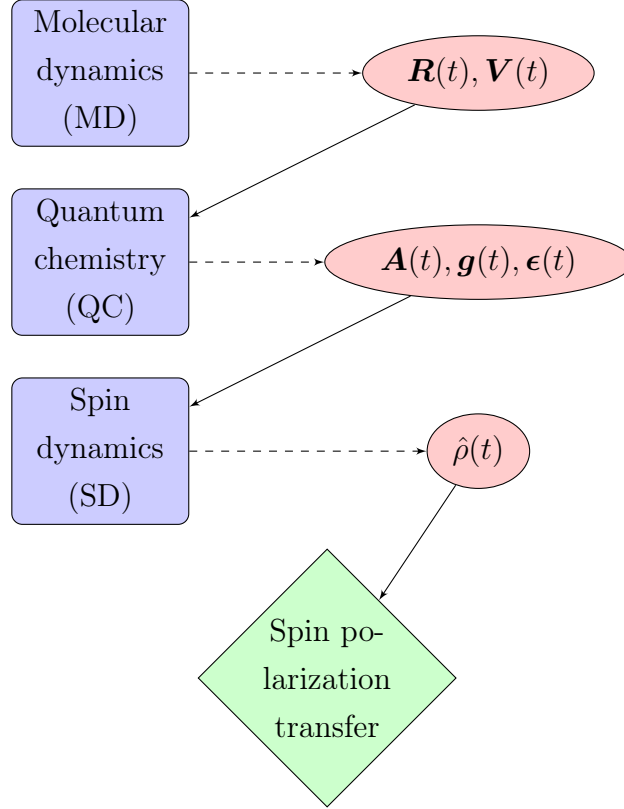 Molecular
dynamics
(MD)
R(t), V(t)
Quantum
chemistry
(QC)
A(t), g(t), ϵ(t)
Spin
dynamics
(SD)
ρ̂(t)
Spin po-
larization
transfer